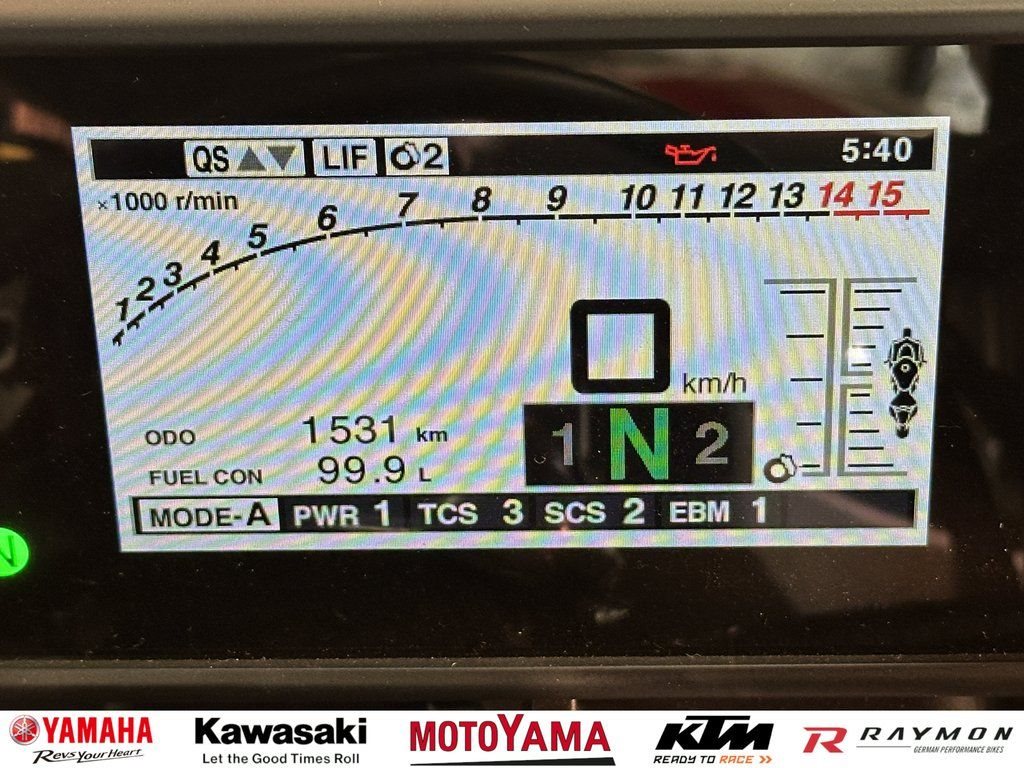 QS LIF 2 5:40
×1000 r/min
1 2 3 4 5 6 7 8 9 10 11 12 13 14 15
0 km/h
ODO 1531 km
1 N 2
FUEL CON 99.9 L
MODE-A PWR 1 TCS 3 SCS 2 EBM 1
N
YAMAHA Kawasaki MOTOYAMA KTM R RAYMON
Revs Your Heart Let the Good Times Roll READY TO RACE >> GERMAN PERFORMANCE BIKES